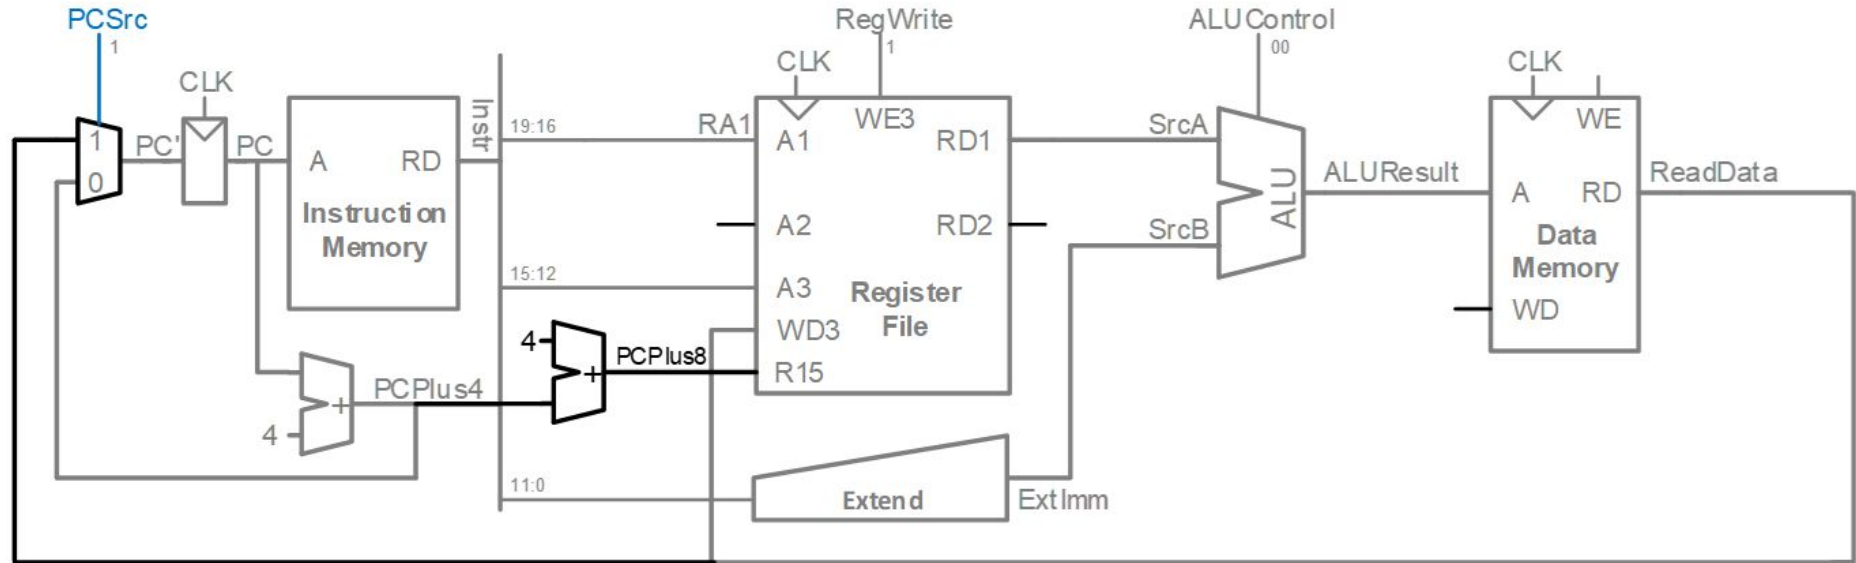 PCSrc
1
CLK
1
0
PC'
PC
A
RD
Instruction
Memory
Instr
4
+
PCPlus4
19:16
15:12
11:0
4
+
PCPlus8
RegWrite
1
CLK
RA1
A1
WE3
RD1
A2
RD2
A3
Register
File
WD3
R15
Extend
ExtImm
ALUControl
00
SrcA
SrcB
ALU
ALUResult
CLK
WE
A
RD
Data
Memory
WD
ReadData